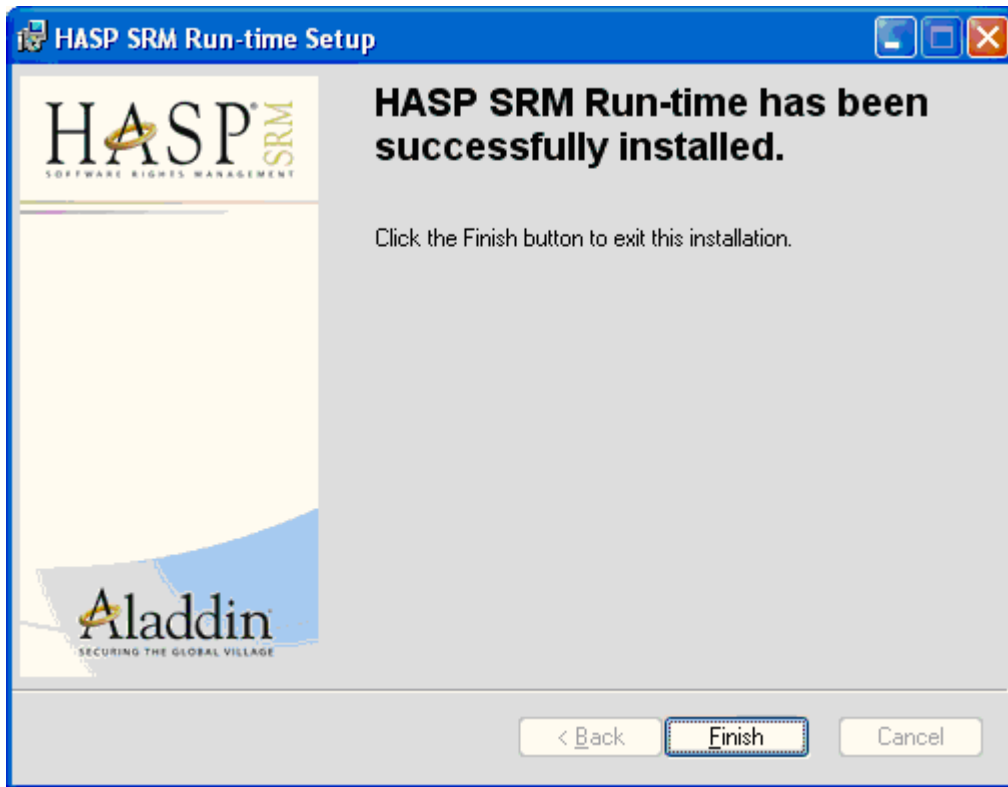 HASP SRM Run-time Setup
HASP SRM
SOFTWARE RIGHTS MANAGEMENT
HASP SRM Run-time has been
successfully installed.
Click the Finish button to exit this installation.
Aladdin
SECURING THE GLOBAL VILLAGE
< Back Finish Cancel